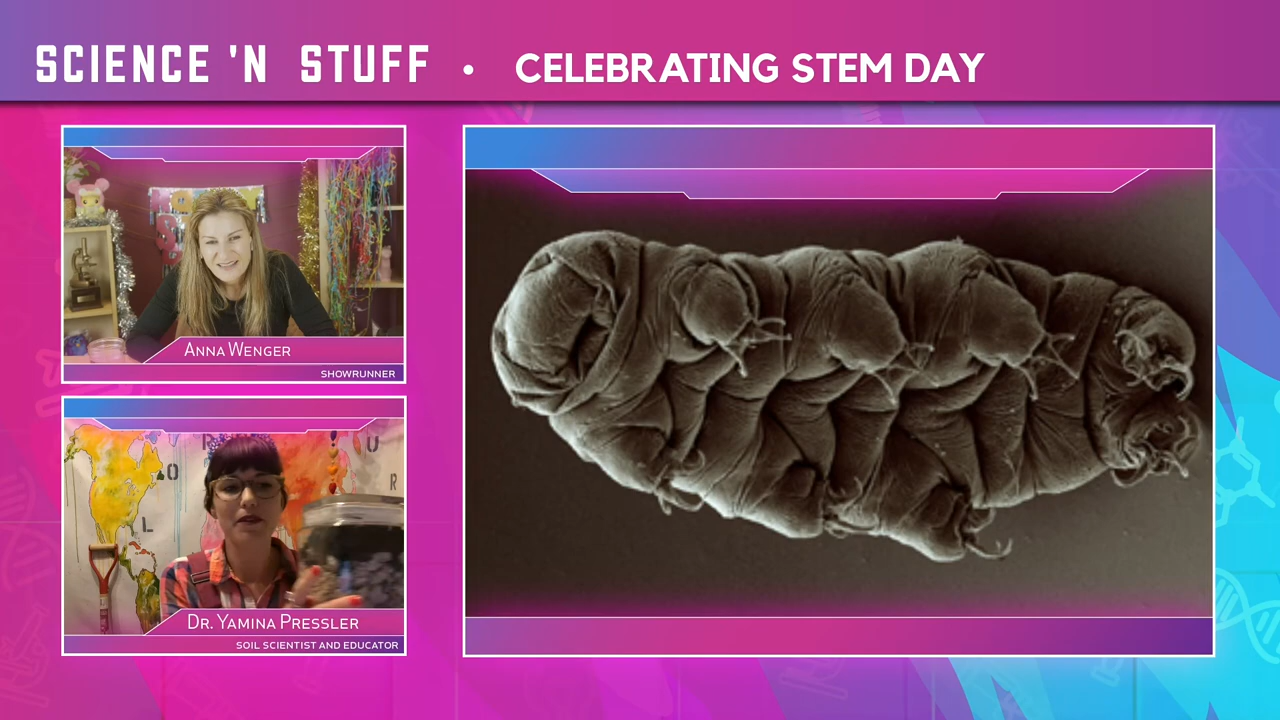 SCIENCE 'N STUFF • CELEBRATING STEM DAY
ANNA WENGER
SHOWRUNNER
L
R
U
DR. YAMINA PRESSLER
SOIL SCIENTIST AND EDUCATOR